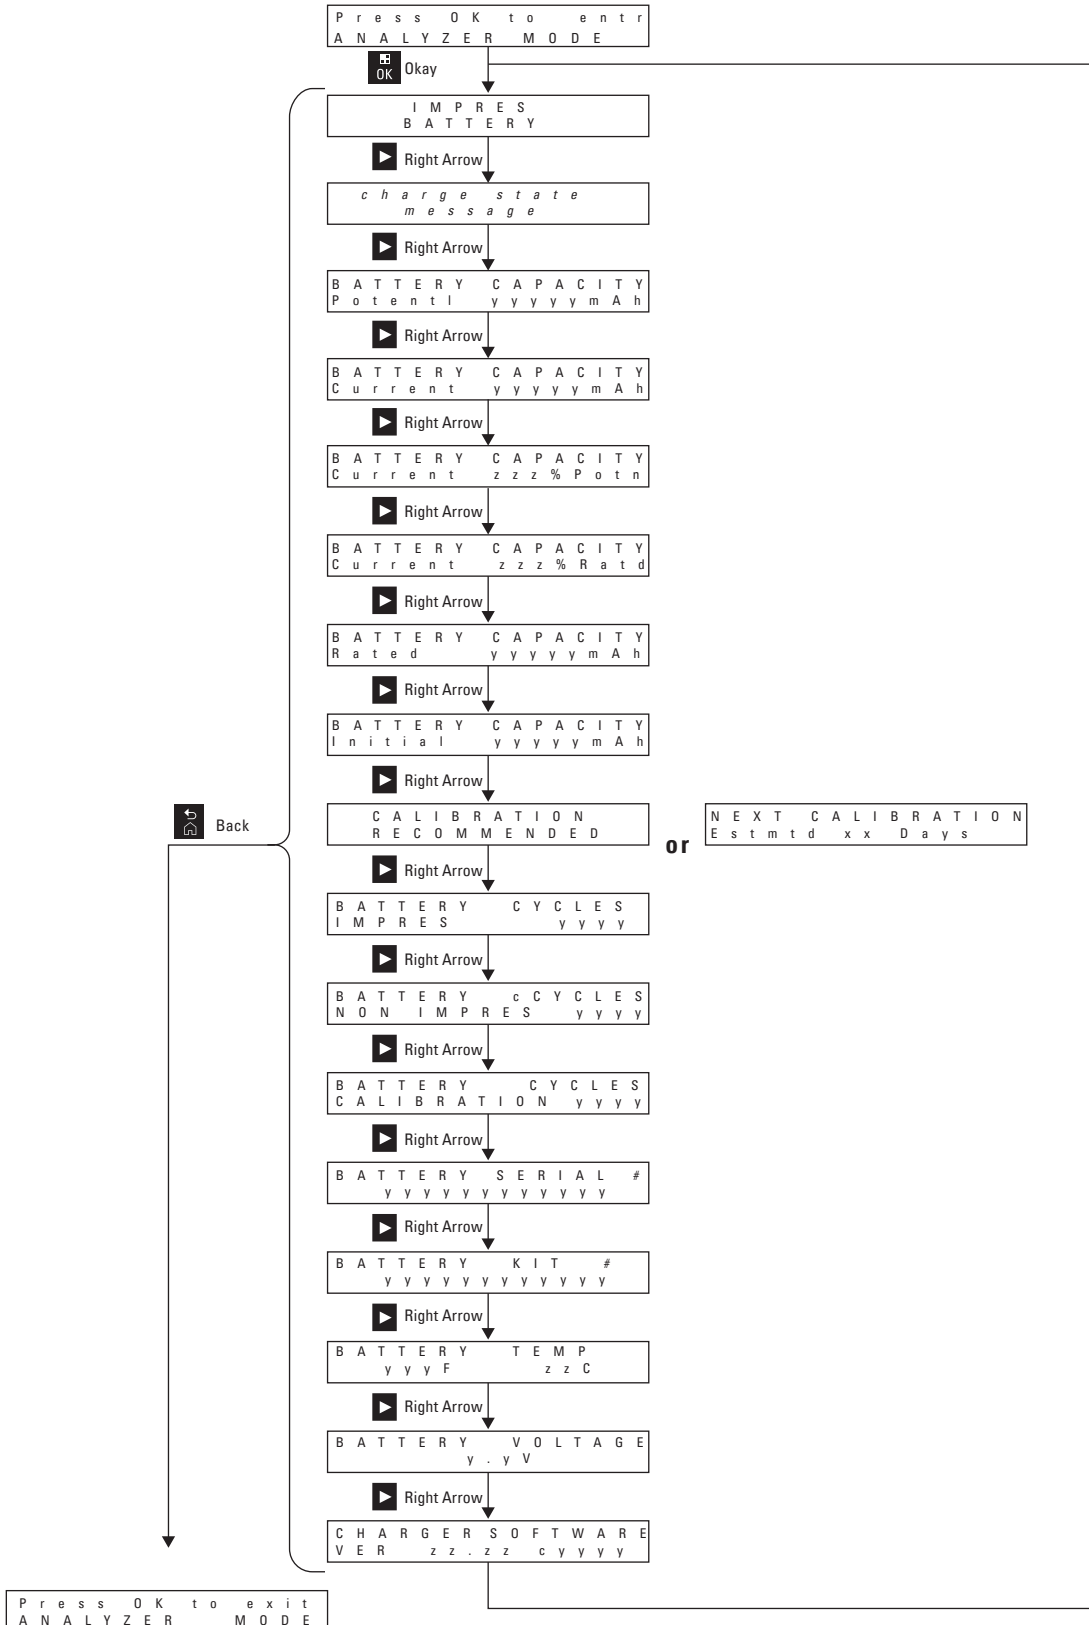 Press OK to entr
ANALYZER MODE
OK Okay
IMPRES
BATTERY
Right Arrow
charge state
message
Right Arrow
BATTERY CAPACITY
Potentl yyyyymAh
Right Arrow
BATTERY CAPACITY
Current yyyyymAh
Right Arrow
BATTERY CAPACITY
Current zzz%Potn
Right Arrow
BATTERY CAPACITY
Current zzz%Ratd
Right Arrow
BATTERY CAPACITY
Rated yyyyymAh
Right Arrow
BATTERY CAPACITY
Initial yyyyymAh
Right Arrow
CALIBRATION
RECOMMENDED
or
NEXT CALIBRATION
Estmtd xx Days
Back
Right Arrow
BATTERY CYCLES
IMPRES yyyy
Right Arrow
BATTERY cCYCLES
NON IMPRES yyyy
Right Arrow
BATTERY CYCLES
CALIBRATION yyyy
Right Arrow
BATTERY SERIAL #
yyyyyyyyyyyy
Right Arrow
BATTERY KIT #
yyyyyyyyyyyy
Right Arrow
BATTERY TEMP
yyyF zzC
Right Arrow
BATTERY VOLTAGE
y.yV
Right Arrow
CHARGERSOFTWARE
VER zz.zz cyyyy
Press OK to exit
ANALYZER MODE